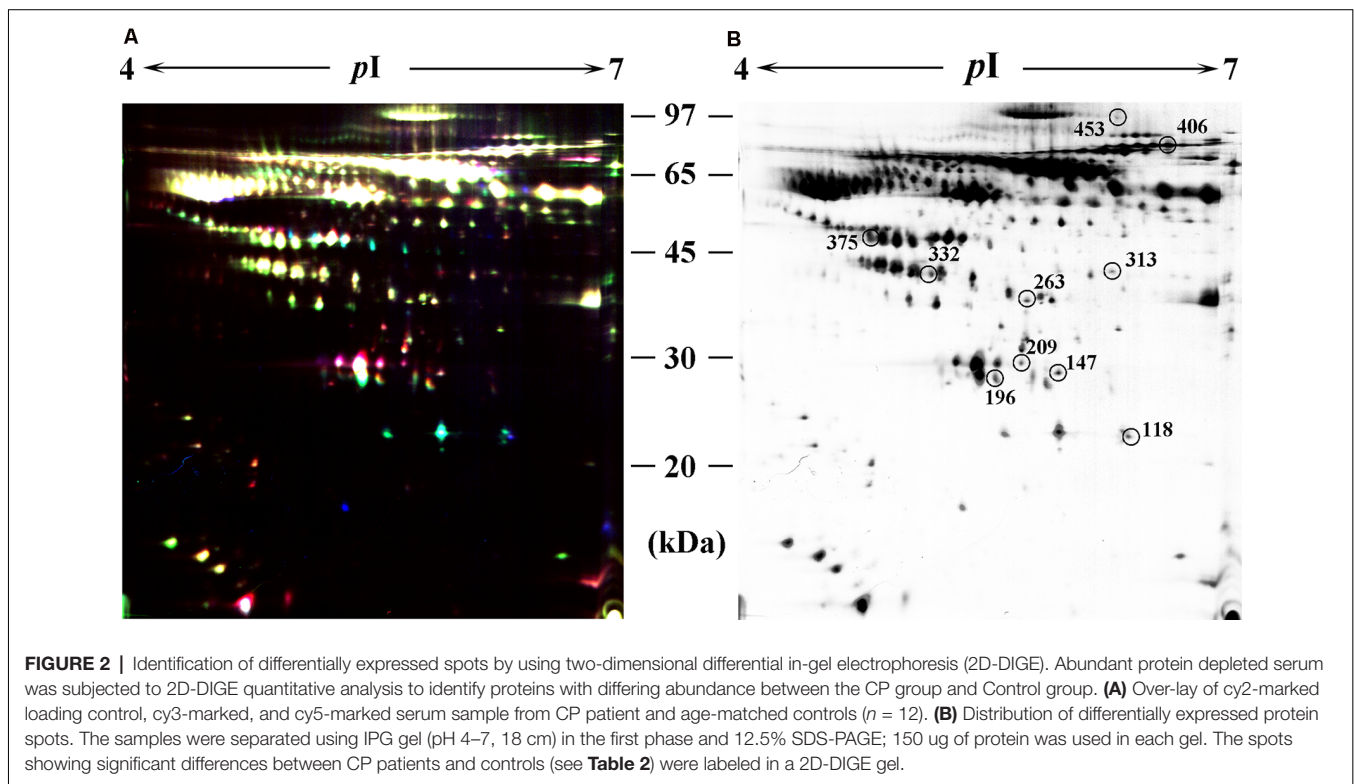 A
B
4 pI 7
4 pI 7
97
65
45
30
20
(kDa)
453
406
375
332
313
263
209
147
196
118
FIGURE 2 | Identification of differentially expressed spots by using two-dimensional differential in-gel electrophoresis (2D-DIGE). Abundant protein depleted serum
was subjected to 2D-DIGE quantitative analysis to identify proteins with differing abundance between the CP group and Control group. (A) Over-lay of cy2-marked
loading control, cy3-marked, and cy5-marked serum sample from CP patient and age-matched controls (n = 12). (B) Distribution of differentially expressed protein
spots. The samples were separated using IPG gel (pH 4–7, 18 cm) in the first phase and 12.5% SDS-PAGE; 150 ug of protein was used in each gel. The spots
showing significant differences between CP patients and controls (see Table 2) were labeled in a 2D-DIGE gel.